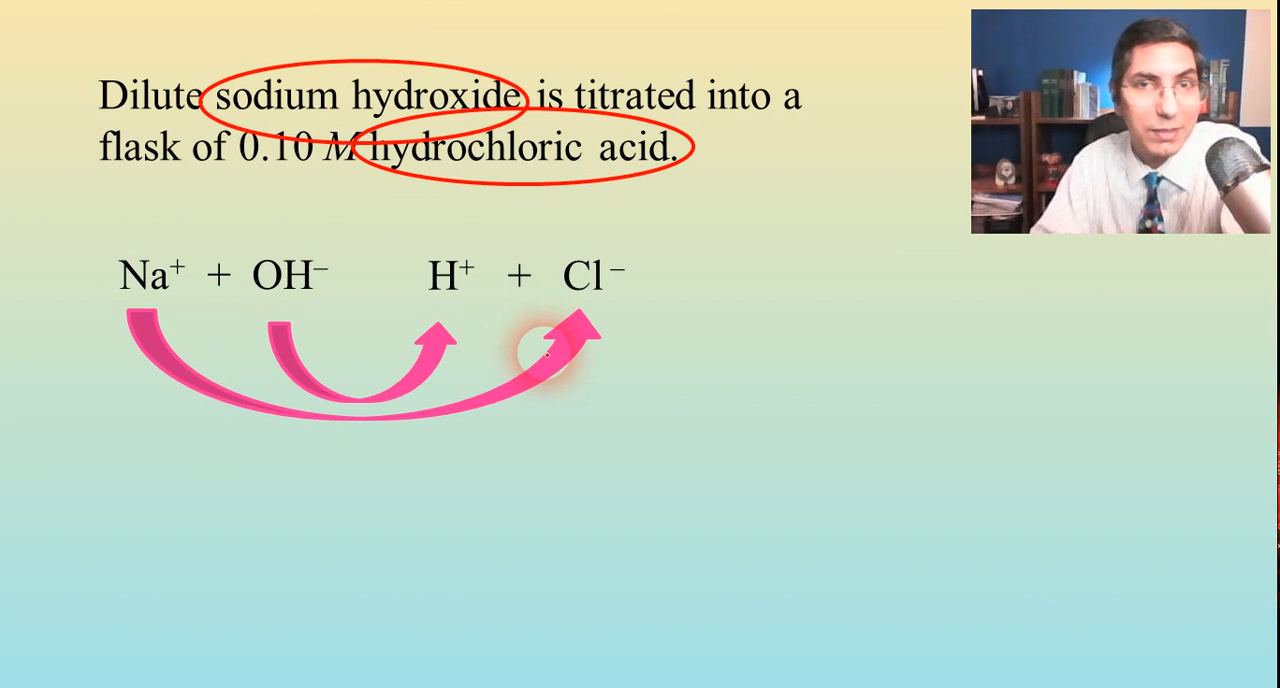 Dilute sodium hydroxide is titrated into a
flask of 0.10 M hydrochloric acid.
Na⁺ + OH⁻ H⁺ + Cl⁻